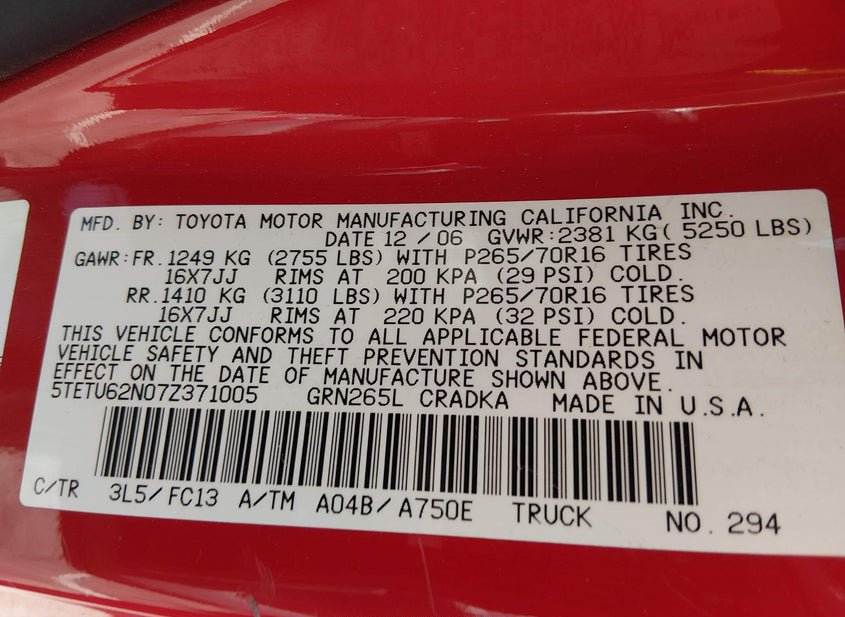 MFD. BY: TOYOTA MOTOR MANUFACTURING CALIFORNIA INC.
DATE 12 / 06 GVWR:2381 KG( 5250 LBS)
GAWR:FR.1249 KG (2755 LBS) WITH P265/70R16 TIRES
16X7JJ RIMS AT 200 KPA (29 PSI) COLD.
RR.1410 KG (3110 LBS) WITH P265/70R16 TIRES
16X7JJ RIMS AT 220 KPA (32 PSI) COLD.
THIS VEHICLE CONFORMS TO ALL APPLICABLE FEDERAL MOTOR
VEHICLE SAFETY AND THEFT PREVENTION STANDARDS IN
EFFECT ON THE DATE OF MANUFACTURE SHOWN ABOVE.
5TETU62N07Z371005 GRN265L CRADKA MADE IN U.S.A.
C/TR 3L5/FC13 A/TM A04B/A750E TRUCK NO. 294